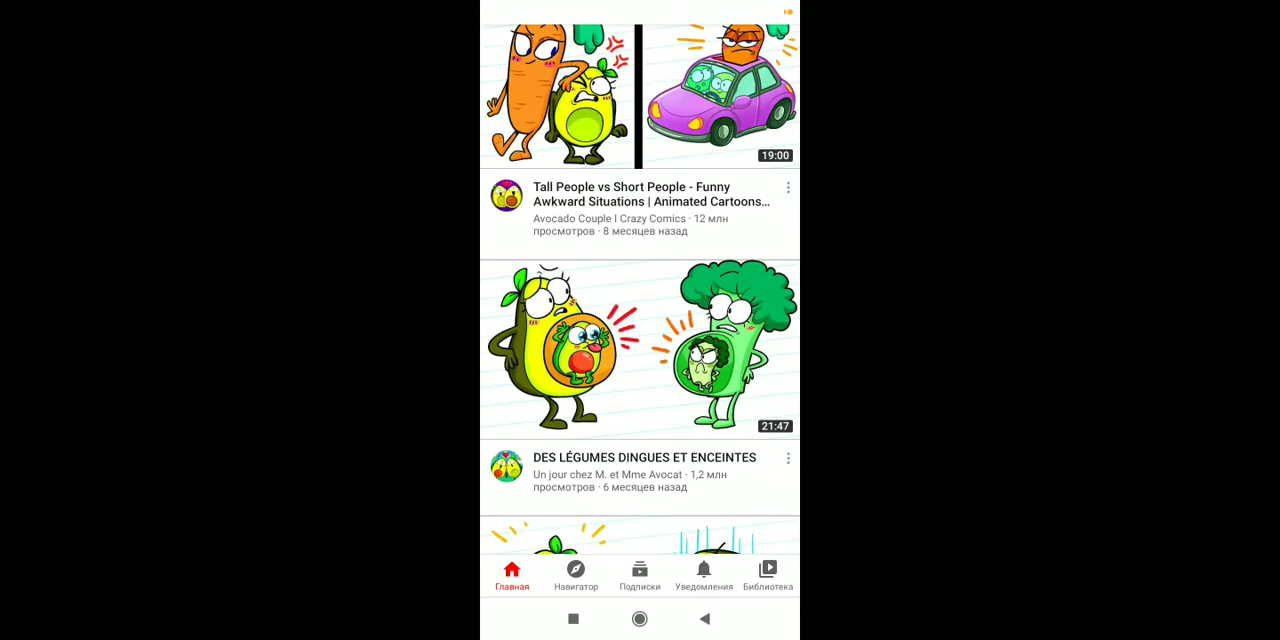 19:00
Tall People vs Short People - Funny
Awkward Situations | Animated Cartoons...
Avocado Couple I Crazy Comics · 12 млн
просмотров · 8 месяцев назад
21:47
DES LÉGUMES DINGUES ET ENCEINTES
Un jour chez M. et Mme Avocat · 1,2 млн
просмотров · 6 месяцев назад
Главная Навигатор Подписки Уведомления Библиотека